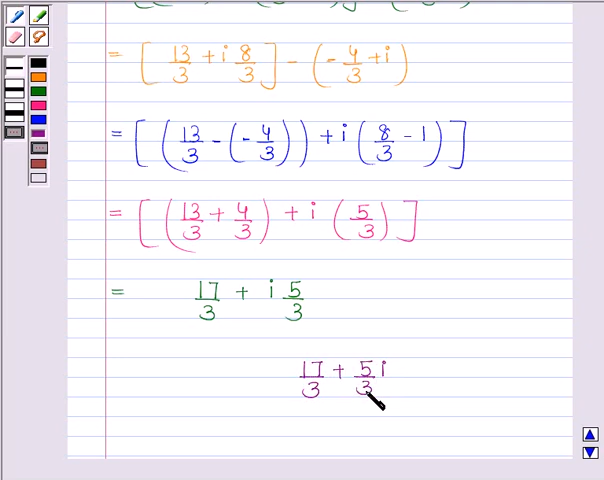 = [ 13/3 + i 8/3 ] - ( - 4/3 + i )
= [ ( 13/3 - ( - 4/3 ) ) + i ( 8/3 - 1 ) ]
= [ ( 13/3 + 4/3 ) + i ( 5/3 ) ]
= 17/3 + i 5/3
17/3 + 5/3 i